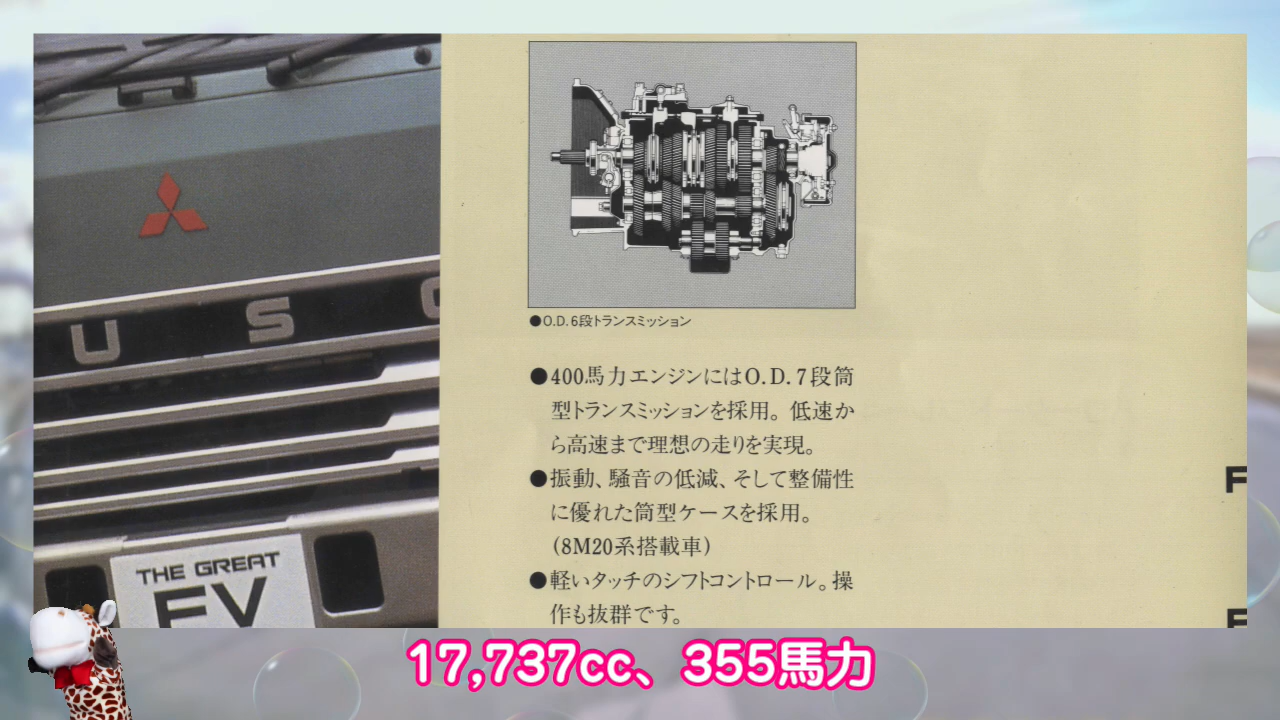 USO
THE GREAT
FV
●O.D.6段トランスミッション
●400馬力エンジンにはO.D.7段筒
型トランスミッションを採用。低速か
ら高速まで理想の走りを実現。
●振動、騒音の低減、そして整備性
に優れた筒型ケースを採用。
(8M20系搭載車)
●軽いタッチのシフトコントロール。操
作も抜群です。
F
17,737cc、355馬力